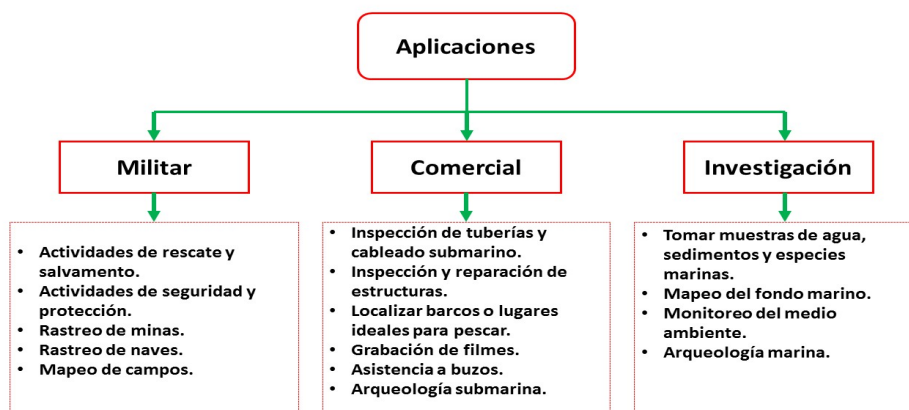 Aplicaciones
Militar
Comercial
Investigación
• Actividades de rescate y
salvamento.
• Actividades de seguridad y
protección.
• Rastreo de minas.
• Rastreo de naves.
• Mapeo de campos.
• Inspección de tuberías y
cableado submarino.
• Inspección y reparación de
estructuras.
• Localizar barcos o lugares
ideales para pescar.
• Grabación de filmes.
• Asistencia a buzos.
• Arqueología submarina.
• Tomar muestras de agua,
sedimentos y especies
marinas.
• Mapeo del fondo marino.
• Monitoreo del medio
ambiente.
• Arqueología marina.